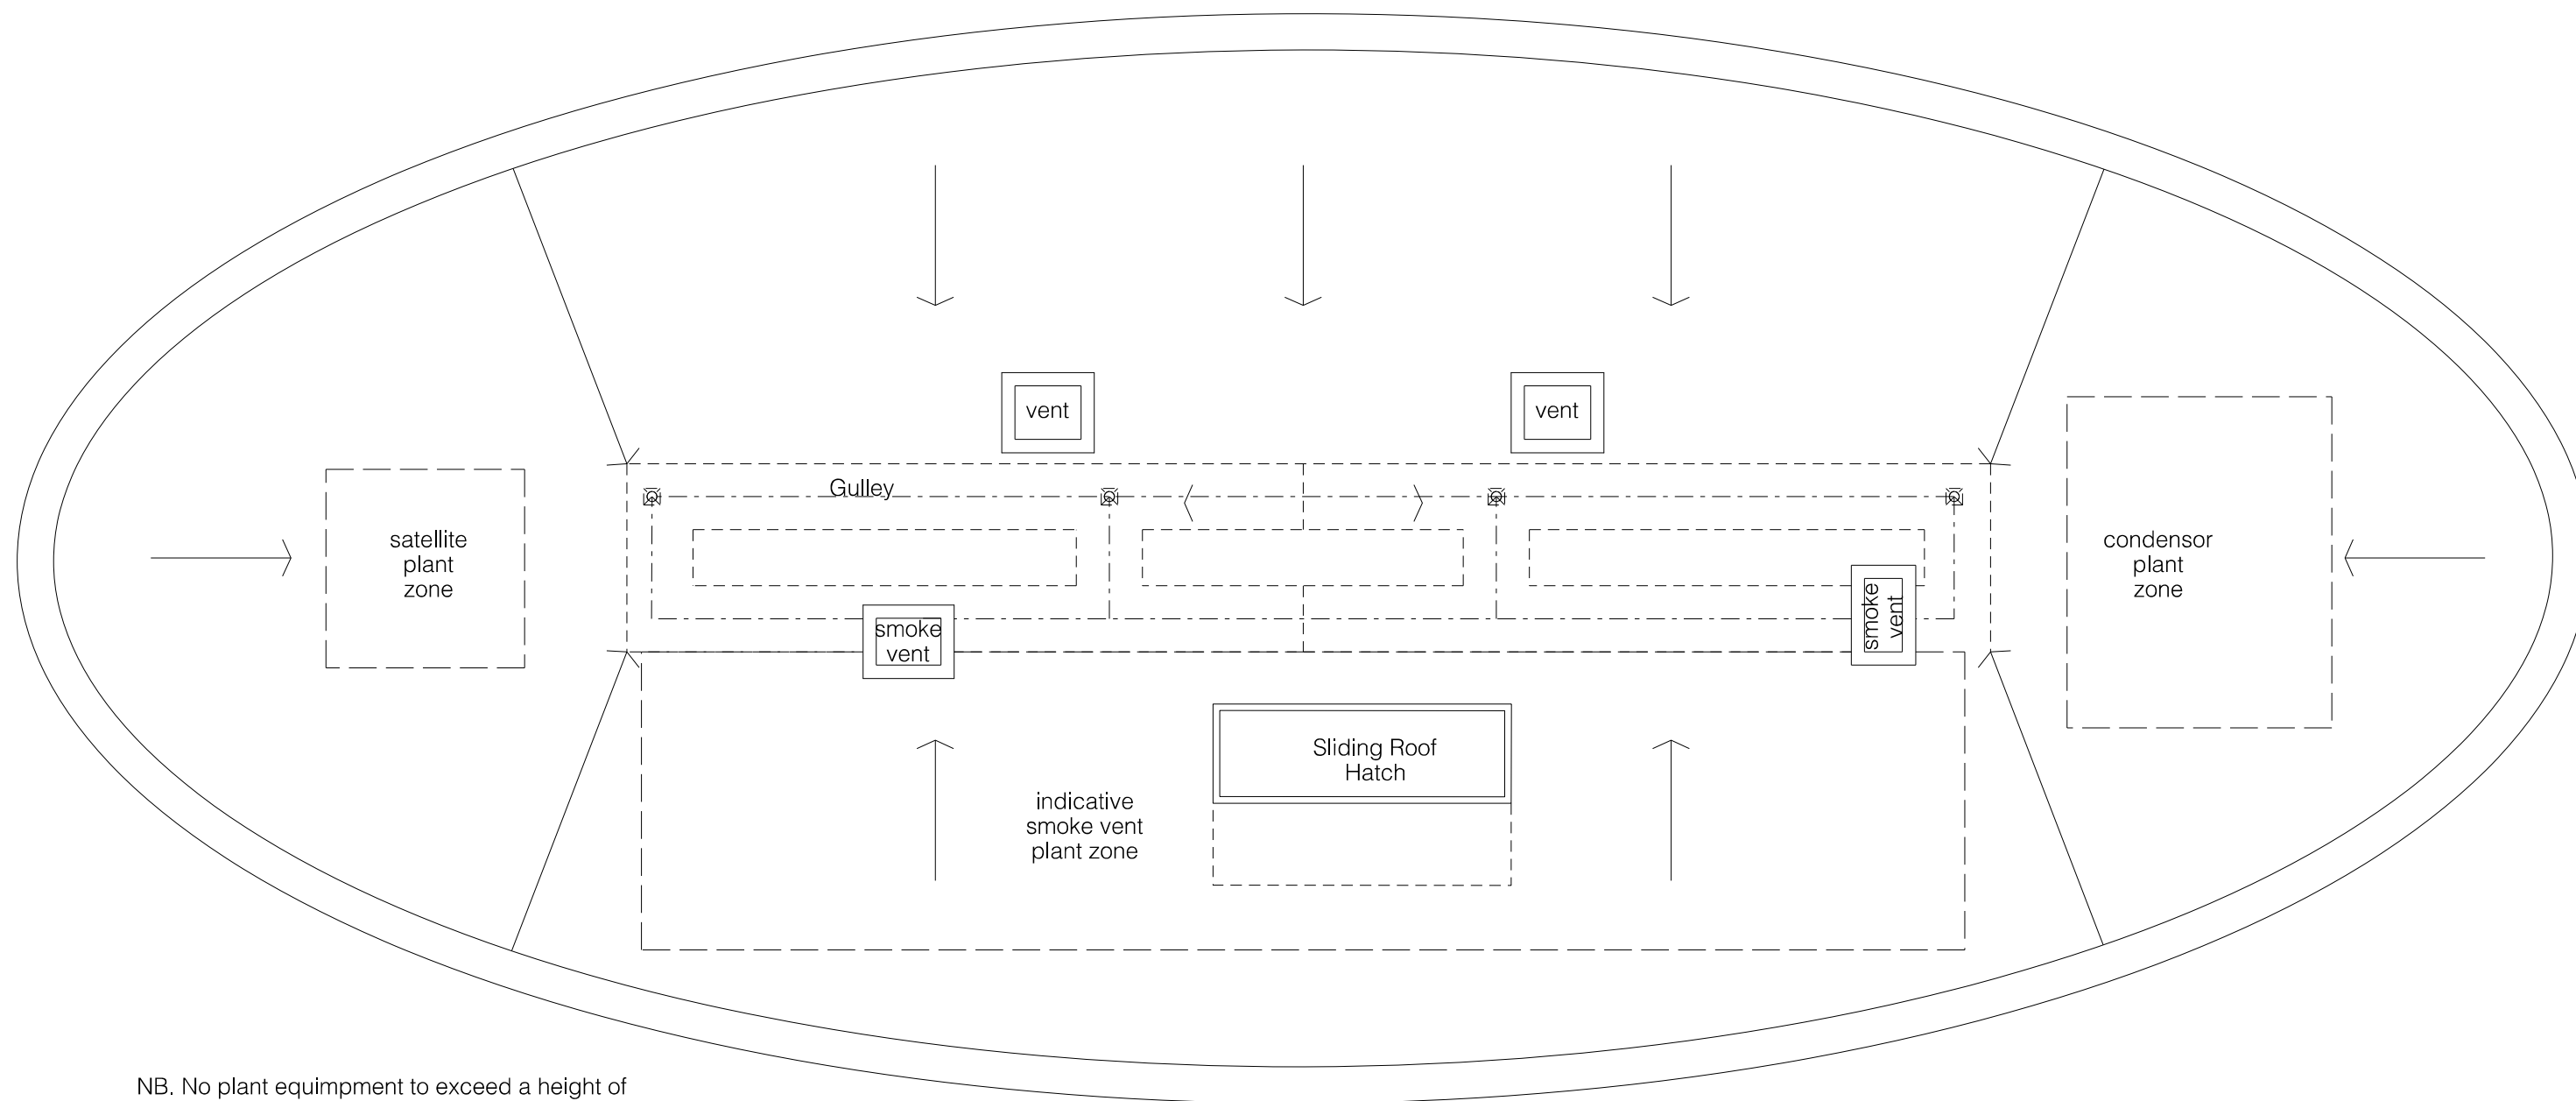 vent
vent
Gulley
satellite
plant
zone
condensor
plant
zone
smoke
vent
smoke
vent
Sliding Roof
Hatch
indicative
smoke vent
plant zone
NB. No plant equimpment to exceed a height of